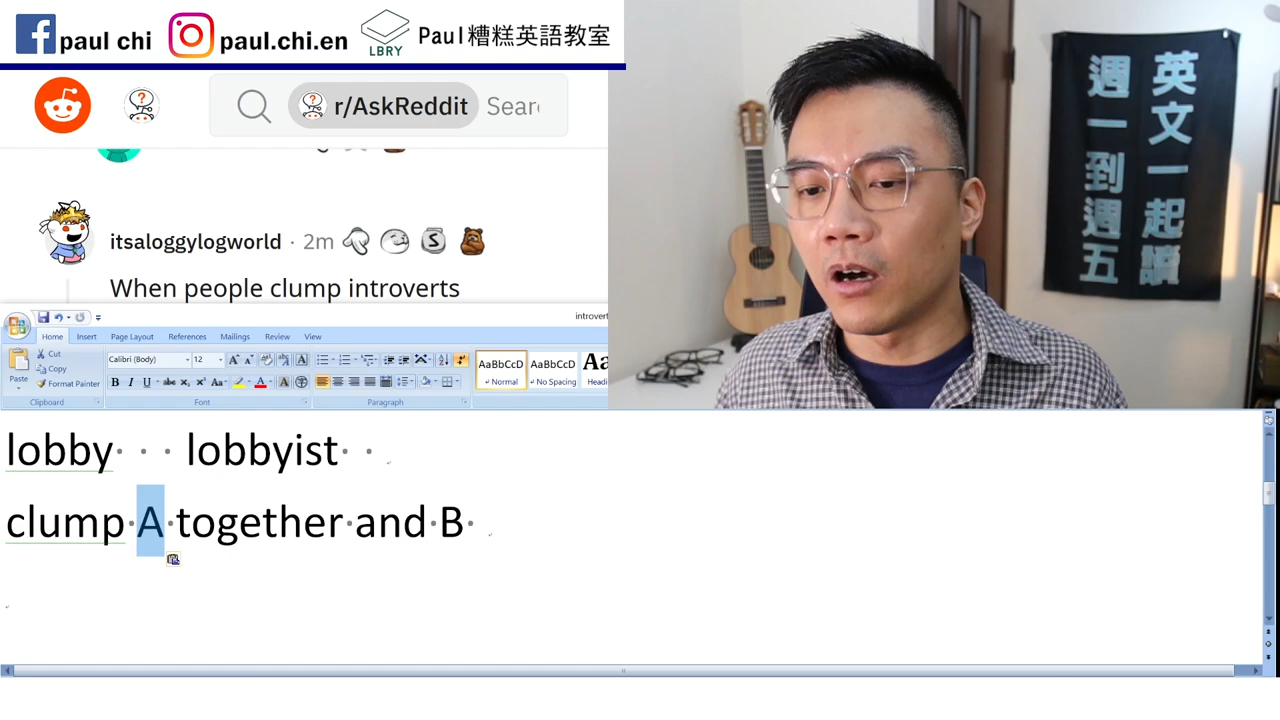 paul chi
paul.chi.en
LBRY
Paul糟糕英語教室
r/AskReddit
Sear
itsaloggylogworld · 2m
When people clump introverts
introvert
Home Insert Page Layout References Mailings Review View
Paste
Cut
Copy
Format Painter
Clipboard
Calibri (Body) 12
Font
Paragraph
AaBbCcD
Normal
AaBbCcD
No Spacing
Aa
Headi
lobby lobbyist
clump A together and B
英文一起讀
週一到週五